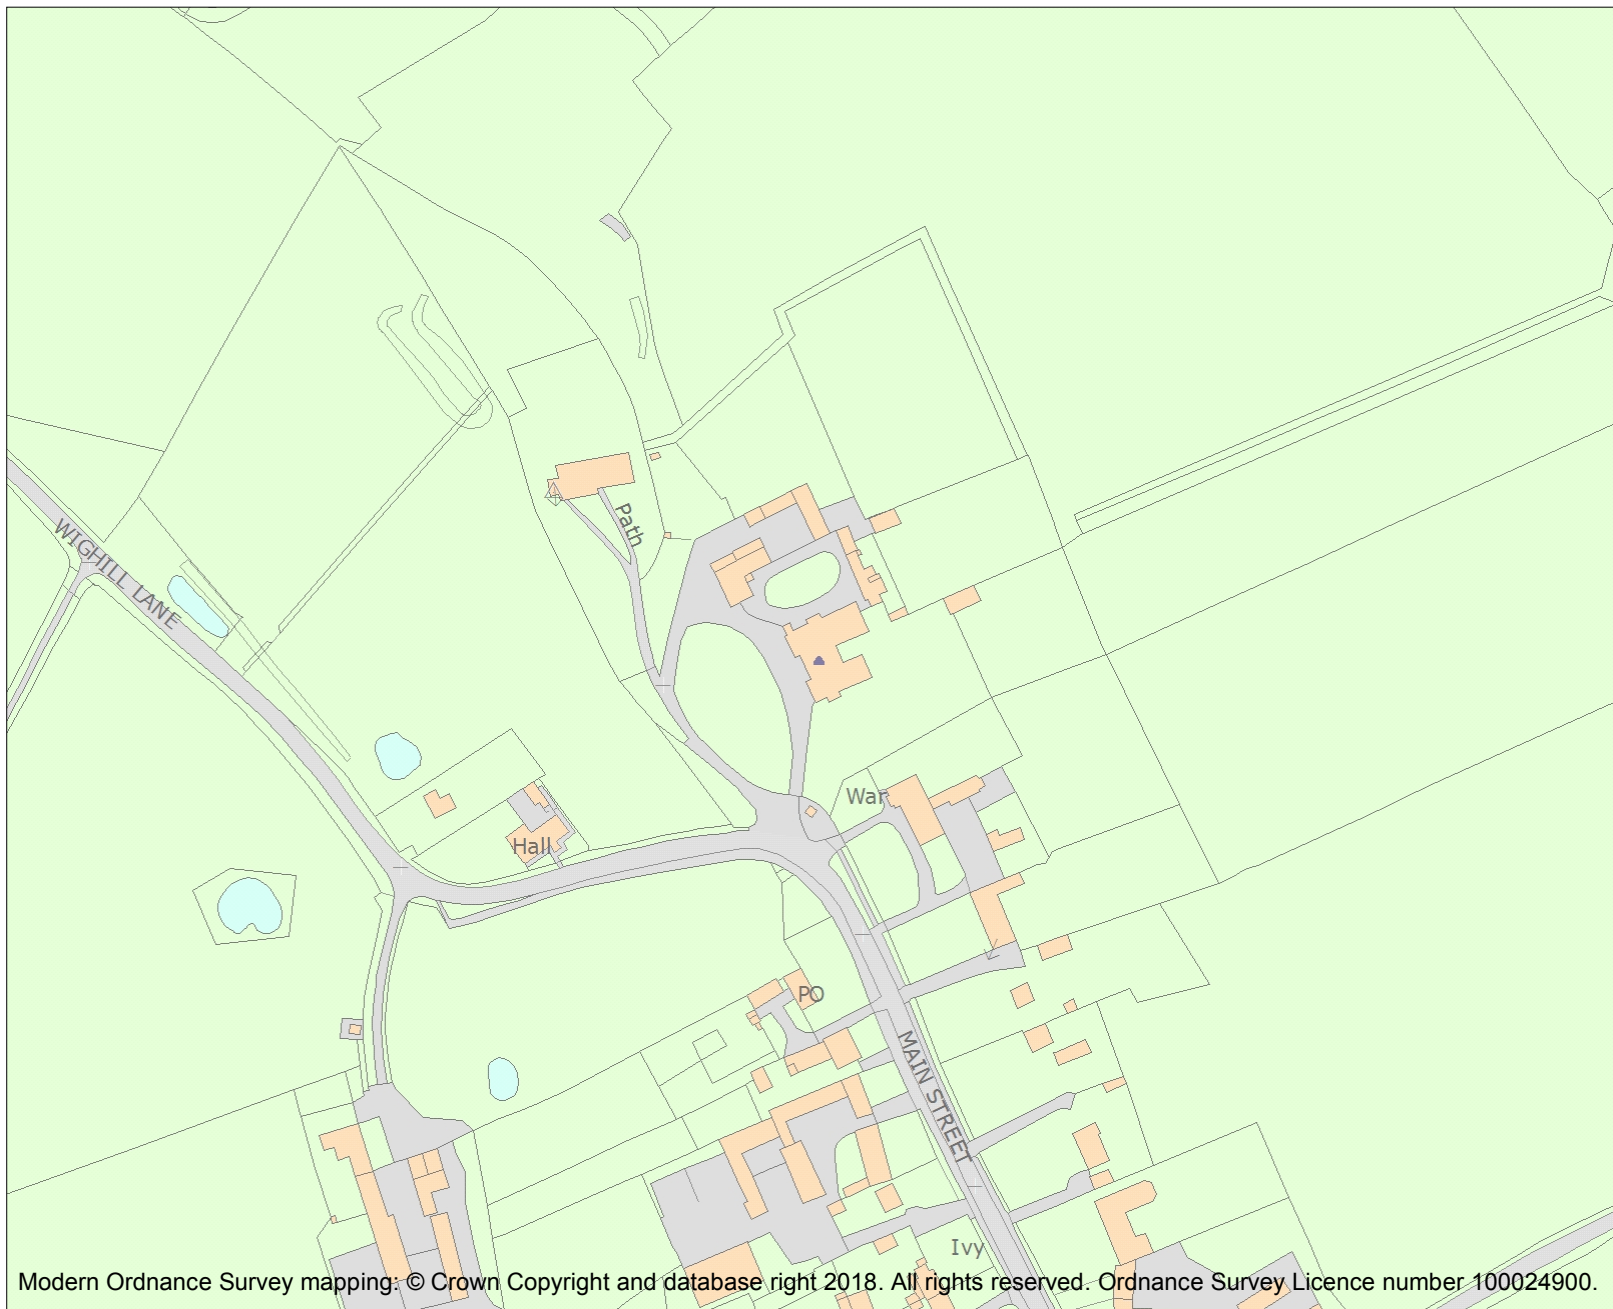 Path
WIGHILL LANE
War
Hall
PO
MAIN STREET
Ivy
Modern Ordnance Survey mapping: © Crown Copyright and database right 2018. All rights reserved. Ordnance Survey Licence number 100024900.